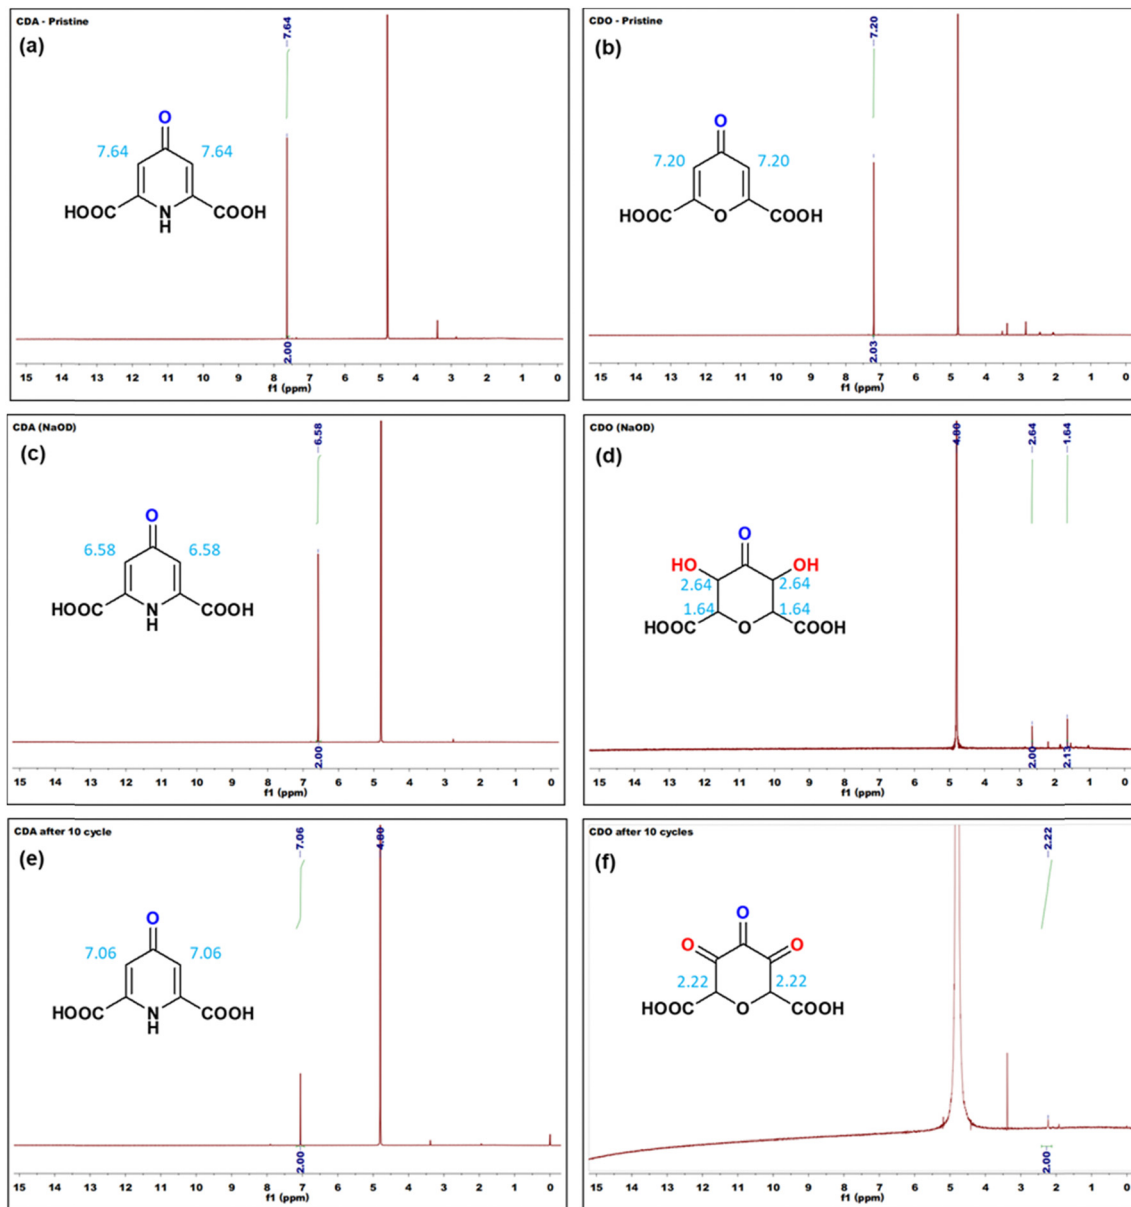 CDA - Pristine
(a)
7.64
O
7.64 7.64
HOOC N H COOH
2.00
15 14 13 12 11 10 9 8 7 6 5 4 3 2 1 0
f1 (ppm)
CDO - Pristine
(b)
7.20
O
7.20 7.20
HOOC O COOH
2.03
15 14 13 12 11 10 9 8 7 6 5 4 3 2 1 0
f1 (ppm)
CDA (NaOD)
(c)
6.58
O
6.58 6.58
HOOC N H COOH
2.00
15 14 13 12 11 10 9 8 7 6 5 4 3 2 1 0
f1 (ppm)
CDO (NaOD)
(d)
4.80 2.64 1.64
O
HO OH
2.64 2.64
1.64 1.64
HOOC O COOH
2.00 2.13
15 14 13 12 11 10 9 8 7 6 5 4 3 2 1 0
f1 (ppm)
CDA after 10 cycle
(e)
7.06 4.80
O
7.06 7.06
HOOC N H COOH
2.00
15 14 13 12 11 10 9 8 7 6 5 4 3 2 1 0
f1 (ppm)
CDO after 10 cycles
(f)
2.22
O
O O
2.22 2.22
HOOC O COOH
2.00
15 14 13 12 11 10 9 8 7 6 5 4 3 2 1 0
f1 (ppm)